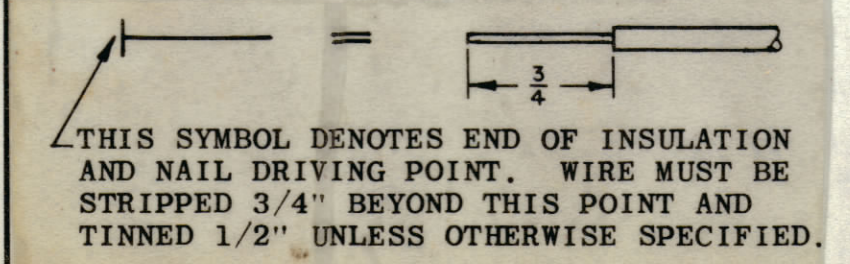 =
3/4
THIS SYMBOL DENOTES END OF INSULATION
AND NAIL DRIVING POINT. WIRE MUST BE
STRIPPED 3/4" BEYOND THIS POINT AND
TINNED 1/2" UNLESS OTHERWISE SPECIFIED.